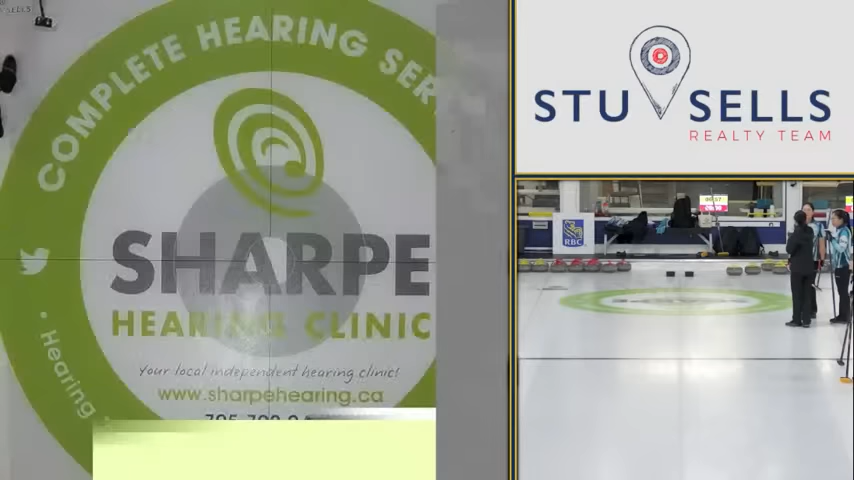 COMPLETE HEARING SER
SHARPE
HEARING CLINIC
Your local independent hearing clinic!
www.sharpehearing.ca
• Hearing •
STU SELLS
REALTY TEAM
RBC